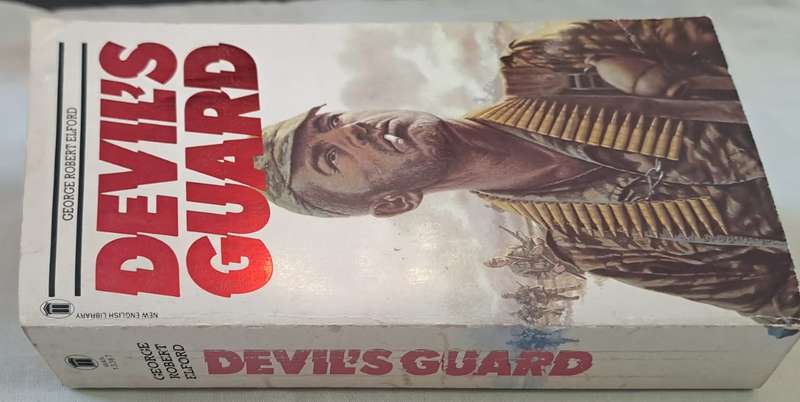 GEORGE ROBERT ELFORD
DEVIL'S
GUARD
NEW ENGLISH LIBRARY
GEORGE
ROBERT
ELFORD
DEVIL'S GUARD